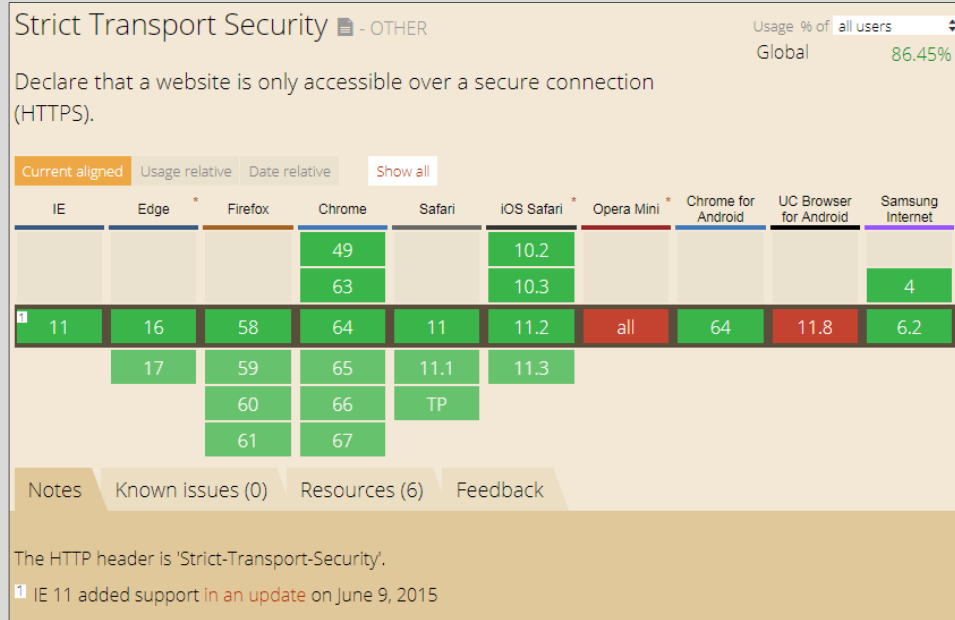 Strict Transport Security - OTHER
Usage % of all users
Global 86.45%
Declare that a website is only accessible over a secure connection
(HTTPS).
Current aligned Usage relative Date relative Show all
IE Edge * Firefox Chrome Safari iOS Safari * Opera Mini * Chrome for Android UC Browser for Android Samsung Internet
49 10.2
63 10.3 4
1 11 16 58 64 11 11.2 all 64 11.8 6.2
17 59 65 11.1 11.3
60 66 TP
61 67
Notes Known issues (0) Resources (6) Feedback
The HTTP header is 'Strict-Transport-Security'.
1 IE 11 added support in an update on June 9, 2015